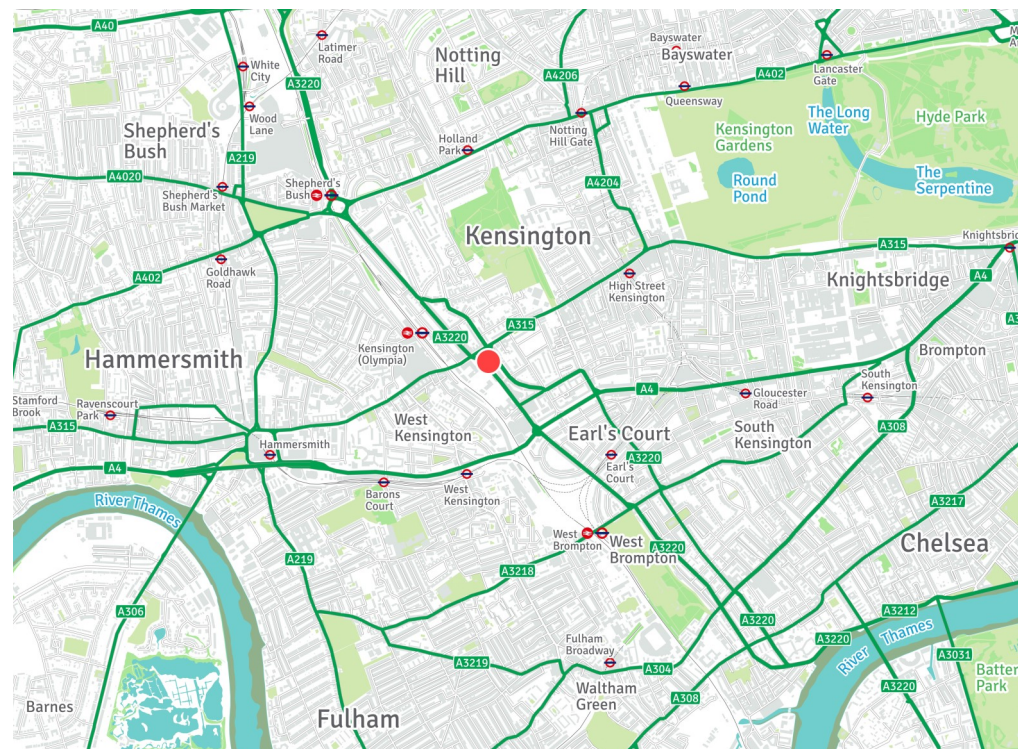 A40
Latimer
Road
White
City
A3220
Notting
Hill
Bayswater
Bayswater
A4206
A402
Lancaster
Gate
Queensway
Wood
Lane
Shepherd's
Bush
Holland
Park
Notting
Hill Gate
The Long
Water
Hyde Park
Kensington
Gardens
A219
A4020
Shepherd's
Bush Market
Shepherd's
Bush
A4204
Round
Pond
The
Serpentine
Kensington
A315
Knightsbrid
A402
Goldhawk
Road
High Street
Kensington
Knightsbridge
A4
A315
A3220
Kensington
(Olympia)
Hammersmith
Brompton
Stamford
Brook
Ravenscourt
Park
A4
Gloucester
Road
South
Kensington
A315
West
Kensington
Earl's Court
South
Kensington
A308
Hammersmith
A4
Earl's
Court
A3220
River Thames
Barons
Court
West
Kensington
A3217
West
Brompton
West
Brompton
A3220
Chelsea
A219
A3218
A306
A3220
A3212
A3220
River Thames
Fulham
Broadway
A3219
A304
A3031
Batter
Park
A3220
Waltham
Green
A308
Barnes
Fulham